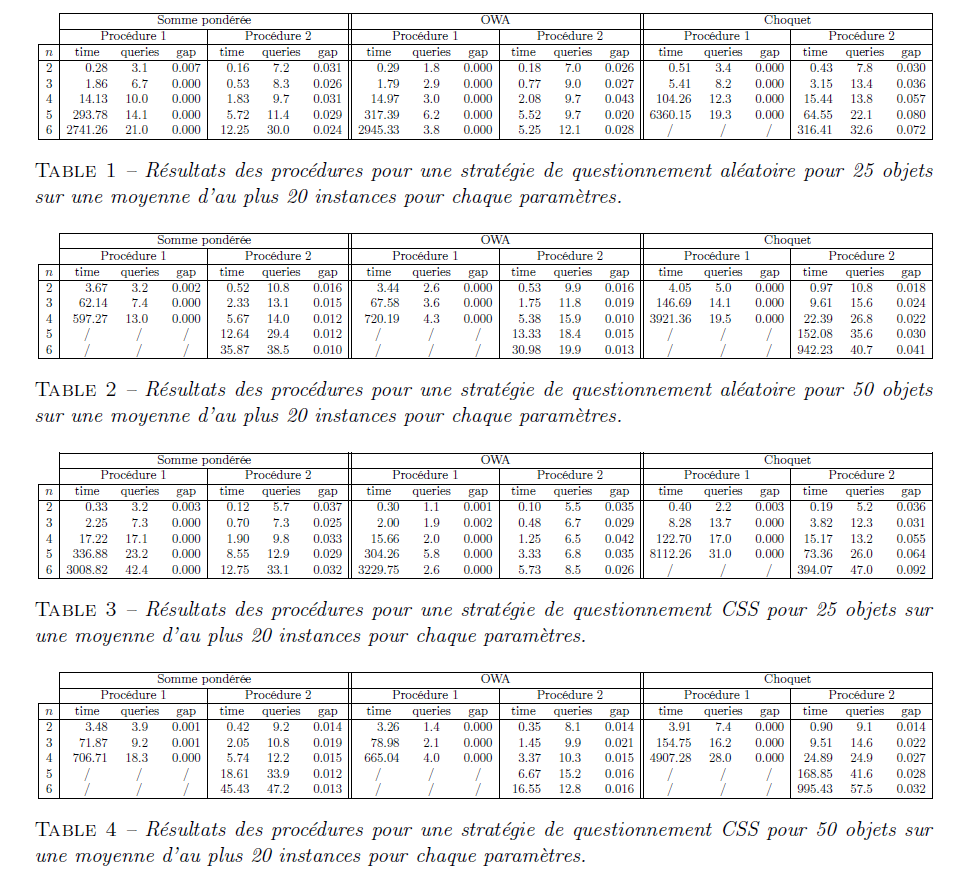 Somme pondérée OWA Choquet
Procédure 1 Procédure 2 Procédure 1 Procédure 2 Procédure 1 Procédure 2
n time queries gap time queries gap time queries gap time queries gap time queries gap time queries gap
2 0.28 3.1 0.007 0.16 7.2 0.031 0.29 1.8 0.000 0.18 7.0 0.026 0.51 3.4 0.000 0.43 7.8 0.030
3 1.86 6.7 0.000 0.53 8.3 0.026 1.79 2.9 0.000 0.77 9.0 0.027 5.41 8.2 0.000 3.15 13.4 0.036
4 14.13 10.0 0.000 1.83 9.7 0.031 14.97 3.0 0.000 2.08 9.7 0.043 104.26 12.3 0.000 15.44 13.8 0.057
5 293.78 14.1 0.000 5.72 11.4 0.029 317.39 6.2 0.000 5.52 9.7 0.020 6360.15 19.3 0.000 64.55 22.1 0.080
6 2741.26 21.0 0.000 12.25 30.0 0.024 2945.33 3.8 0.000 5.25 12.1 0.028 / / / 316.41 32.6 0.072
TABLE 1 – Résultats des procédures pour une stratégie de questionnement aléatoire pour 25 objets
sur une moyenne d'au plus 20 instances pour chaque paramètres.
Somme pondérée OWA Choquet
Procédure 1 Procédure 2 Procédure 1 Procédure 2 Procédure 1 Procédure 2
n time queries gap time queries gap time queries gap time queries gap time queries gap time queries gap
2 3.67 3.2 0.002 0.52 10.8 0.016 3.44 2.6 0.000 0.53 9.9 0.016 4.05 5.0 0.000 0.97 10.8 0.018
3 62.14 7.4 0.000 2.33 13.1 0.015 67.58 3.6 0.000 1.75 11.8 0.019 146.69 14.1 0.000 9.61 15.6 0.024
4 597.27 13.0 0.000 5.67 14.0 0.012 720.19 4.3 0.000 5.38 15.9 0.010 3921.36 19.5 0.000 22.39 26.8 0.022
5 / / / 12.64 29.4 0.012 / / / 13.33 18.4 0.015 / / / 152.08 35.6 0.030
6 / / / 35.87 38.5 0.010 / / / 30.98 19.9 0.013 / / / 942.23 40.7 0.041
TABLE 2 – Résultats des procédures pour une stratégie de questionnement aléatoire pour 50 objets
sur une moyenne d'au plus 20 instances pour chaque paramètres.
Somme pondérée OWA Choquet
Procédure 1 Procédure 2 Procédure 1 Procédure 2 Procédure 1 Procédure 2
n time queries gap time queries gap time queries gap time queries gap time queries gap time queries gap
2 0.33 3.2 0.003 0.12 5.7 0.037 0.30 1.1 0.001 0.10 5.5 0.035 0.40 2.2 0.003 0.19 5.2 0.036
3 2.25 7.3 0.000 0.70 7.3 0.025 2.00 1.9 0.002 0.48 6.7 0.029 8.28 13.7 0.000 3.82 12.3 0.031
4 17.22 17.1 0.000 1.90 9.8 0.033 15.66 2.0 0.000 1.25 6.5 0.042 122.70 17.0 0.000 15.17 13.2 0.055
5 336.88 23.2 0.000 8.55 12.9 0.029 304.26 5.8 0.000 3.33 6.8 0.035 8112.26 31.0 0.000 73.36 26.0 0.064
6 3008.82 42.4 0.000 12.75 33.1 0.032 3229.75 2.6 0.000 5.73 8.5 0.026 / / / 394.07 47.0 0.092
TABLE 3 – Résultats des procédures pour une stratégie de questionnement CSS pour 25 objets sur
une moyenne d'au plus 20 instances pour chaque paramètres.
Somme pondérée OWA Choquet
Procédure 1 Procédure 2 Procédure 1 Procédure 2 Procédure 1 Procédure 2
n time queries gap time queries gap time queries gap time queries gap time queries gap time queries gap
2 3.48 3.9 0.001 0.42 9.2 0.014 3.26 1.4 0.000 0.35 8.1 0.014 3.91 7.4 0.000 0.90 9.1 0.014
3 71.87 9.2 0.001 2.05 10.8 0.019 78.98 2.1 0.000 1.45 9.9 0.021 154.75 16.2 0.000 9.51 14.6 0.022
4 706.71 18.3 0.000 5.74 12.2 0.015 665.04 4.0 0.000 3.37 10.3 0.015 4907.28 28.0 0.000 24.89 24.9 0.027
5 / / / 18.61 33.9 0.012 / / / 6.67 15.2 0.016 / / / 168.85 41.6 0.028
6 / / / 45.43 47.2 0.013 / / / 16.55 12.8 0.016 / / / 995.43 57.5 0.032
TABLE 4 – Résultats des procédures pour une stratégie de questionnement CSS pour 50 objets sur
une moyenne d'au plus 20 instances pour chaque paramètres.